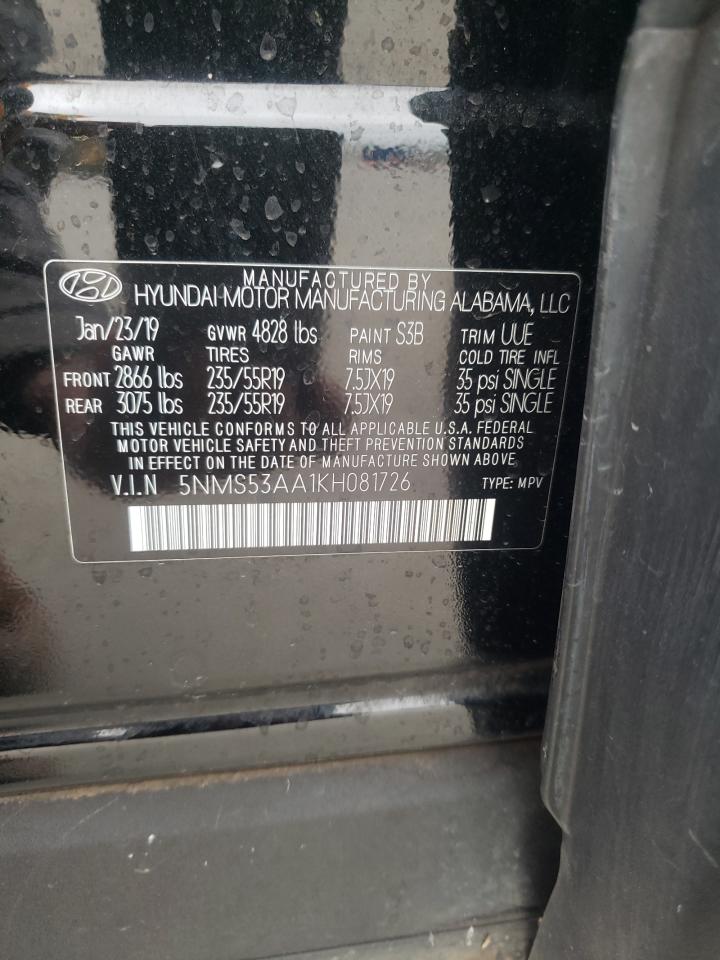 MANUFACTURED BY
HYUNDAI MOTOR MANUFACTURING ALABAMA, LLC
Jan/23/19 GVWR 4828 lbs PAINT S3B TRIM UUE
GAWR TIRES RIMS COLD TIRE INFL
FRONT 2866 lbs 235/55R19 7.5JX19 35 psi SINGLE
REAR 3075 lbs 235/55R19 7.5JX19 35 psi SINGLE
THIS VEHICLE CONFORMS TO ALL APPLICABLE U.S.A. FEDERAL
MOTOR VEHICLE SAFETY AND THEFT PREVENTION STANDARDS
IN EFFECT ON THE DATE OF MANUFACTURE SHOWN ABOVE.
V.I.N 5NMS53AA1KH081726 TYPE: MPV